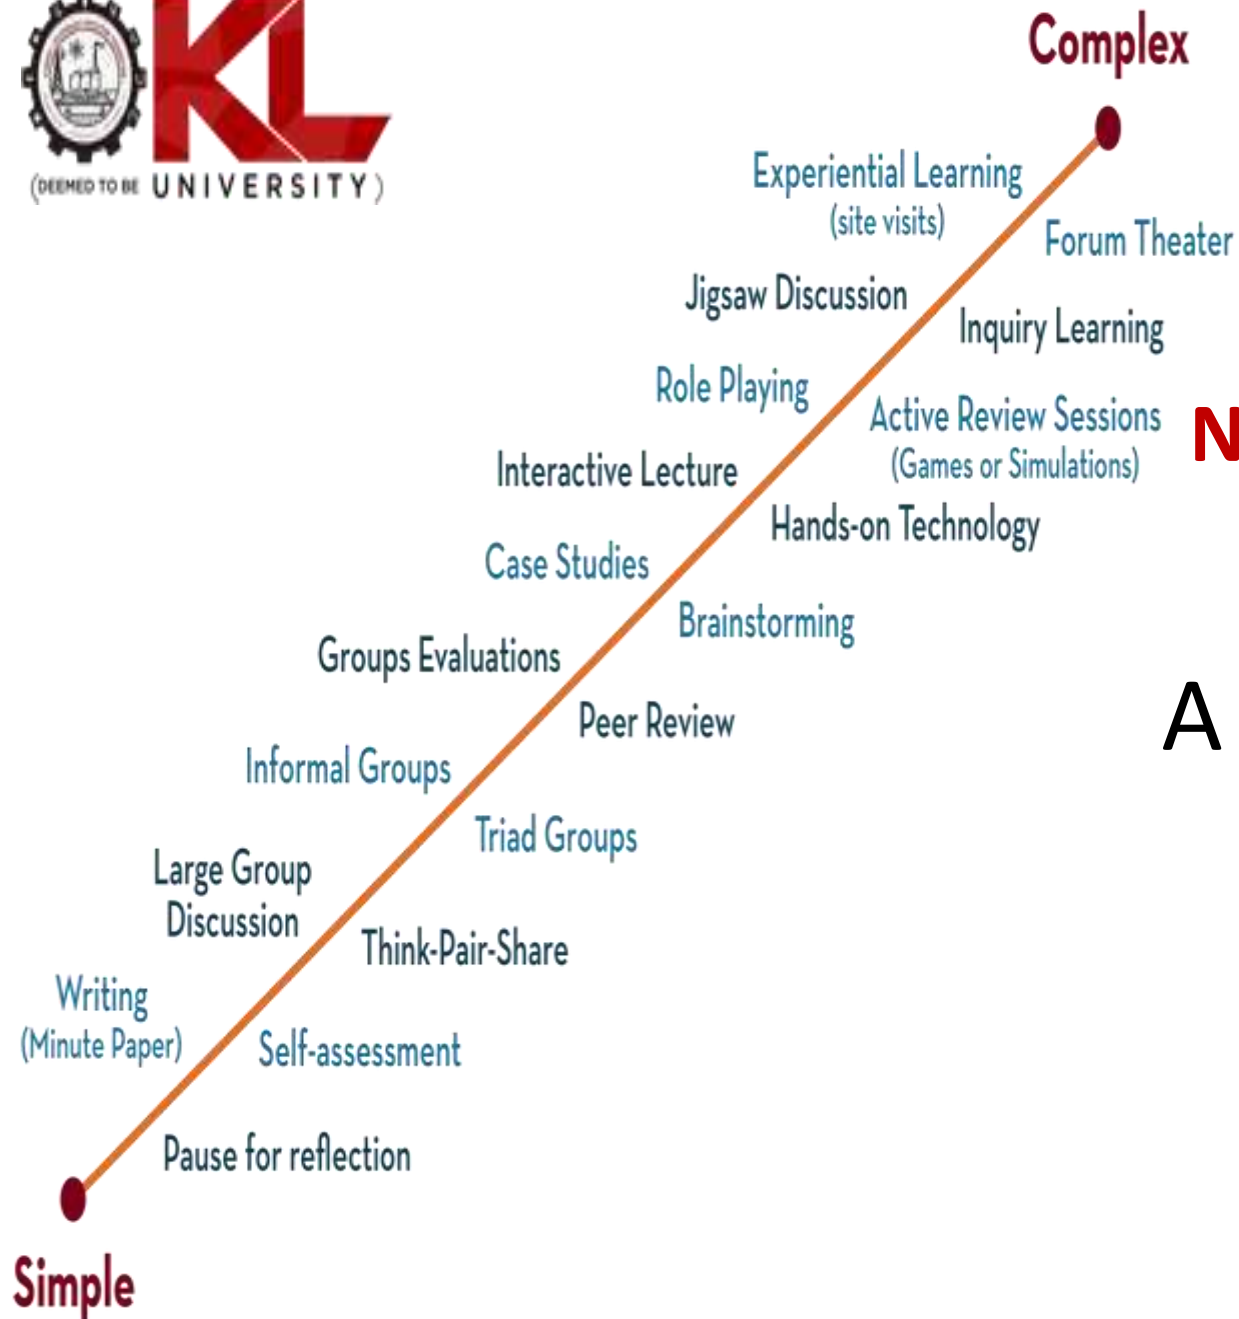 KL
(DEEMED TO BE UNIVERSITY)
Complex
Experiential Learning
(site visits)
Forum Theater
Jigsaw Discussion
Inquiry Learning
Role Playing
Active Review Sessions
(Games or Simulations)
N
Interactive Lecture
Hands-on Technology
Case Studies
Brainstorming
Groups Evaluations
Peer Review
A
Informal Groups
Triad Groups
Large Group
Discussion
Think-Pair-Share
Writing
(Minute Paper)
Self-assessment
Pause for reflection
Simple